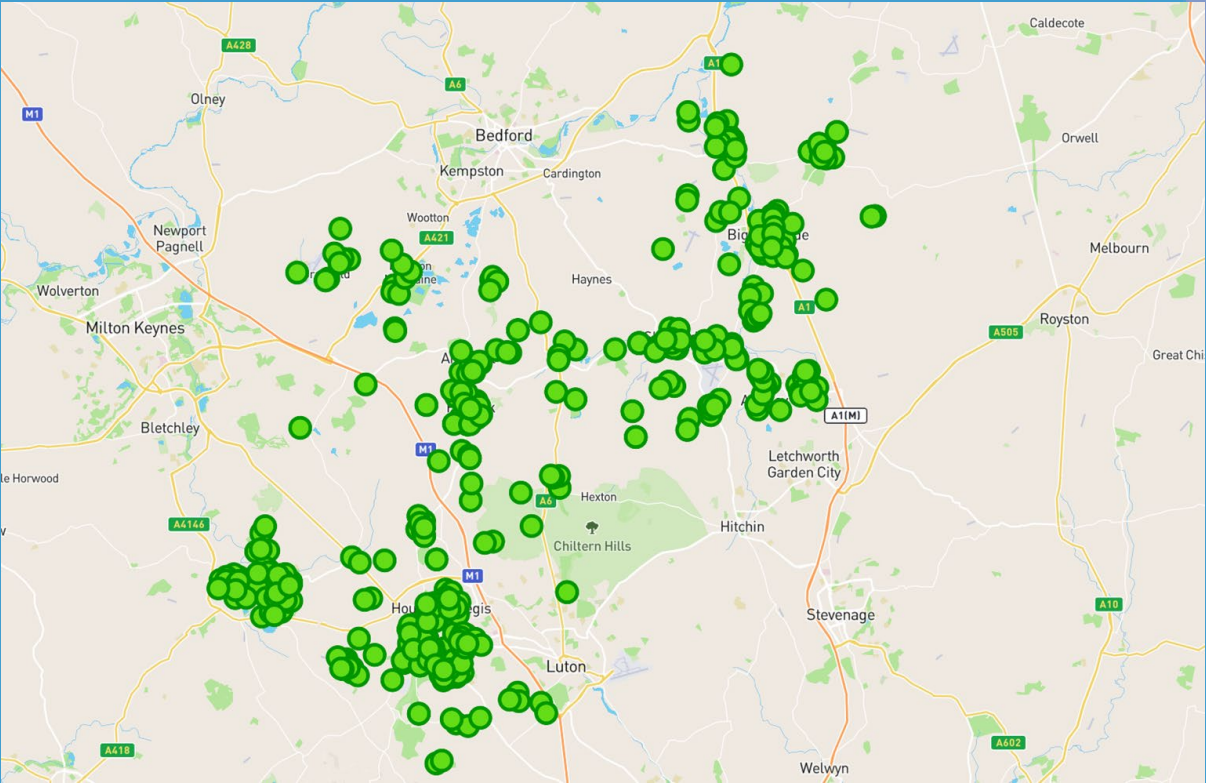 Caldecote
A428
A1
A6
Olney
M1
Bedford
Orwell
Kempston
Cardington
Wootton
Newport
Pagnell
A421
Melbourn
Haynes
Wolverton
A1
Royston
Milton Keynes
A505
Great Chi
A1(M)
Bletchley
M1
Letchworth
Garden City
le Horwood
Hexton
A6
A4146
Hitchin
Chiltern Hills
M1
A10
Stevenage
Luton
A602
A418
Welwyn